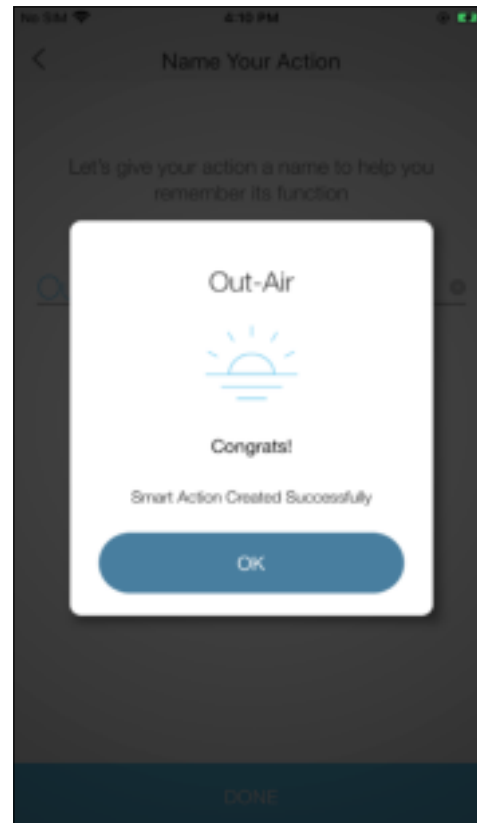 No SIM 4:10 PM
Name Your Action
Let's give your action a name to help you
remember its function
Out-Air
Congrats!
Smart Action Created Successfully
OK
DONE